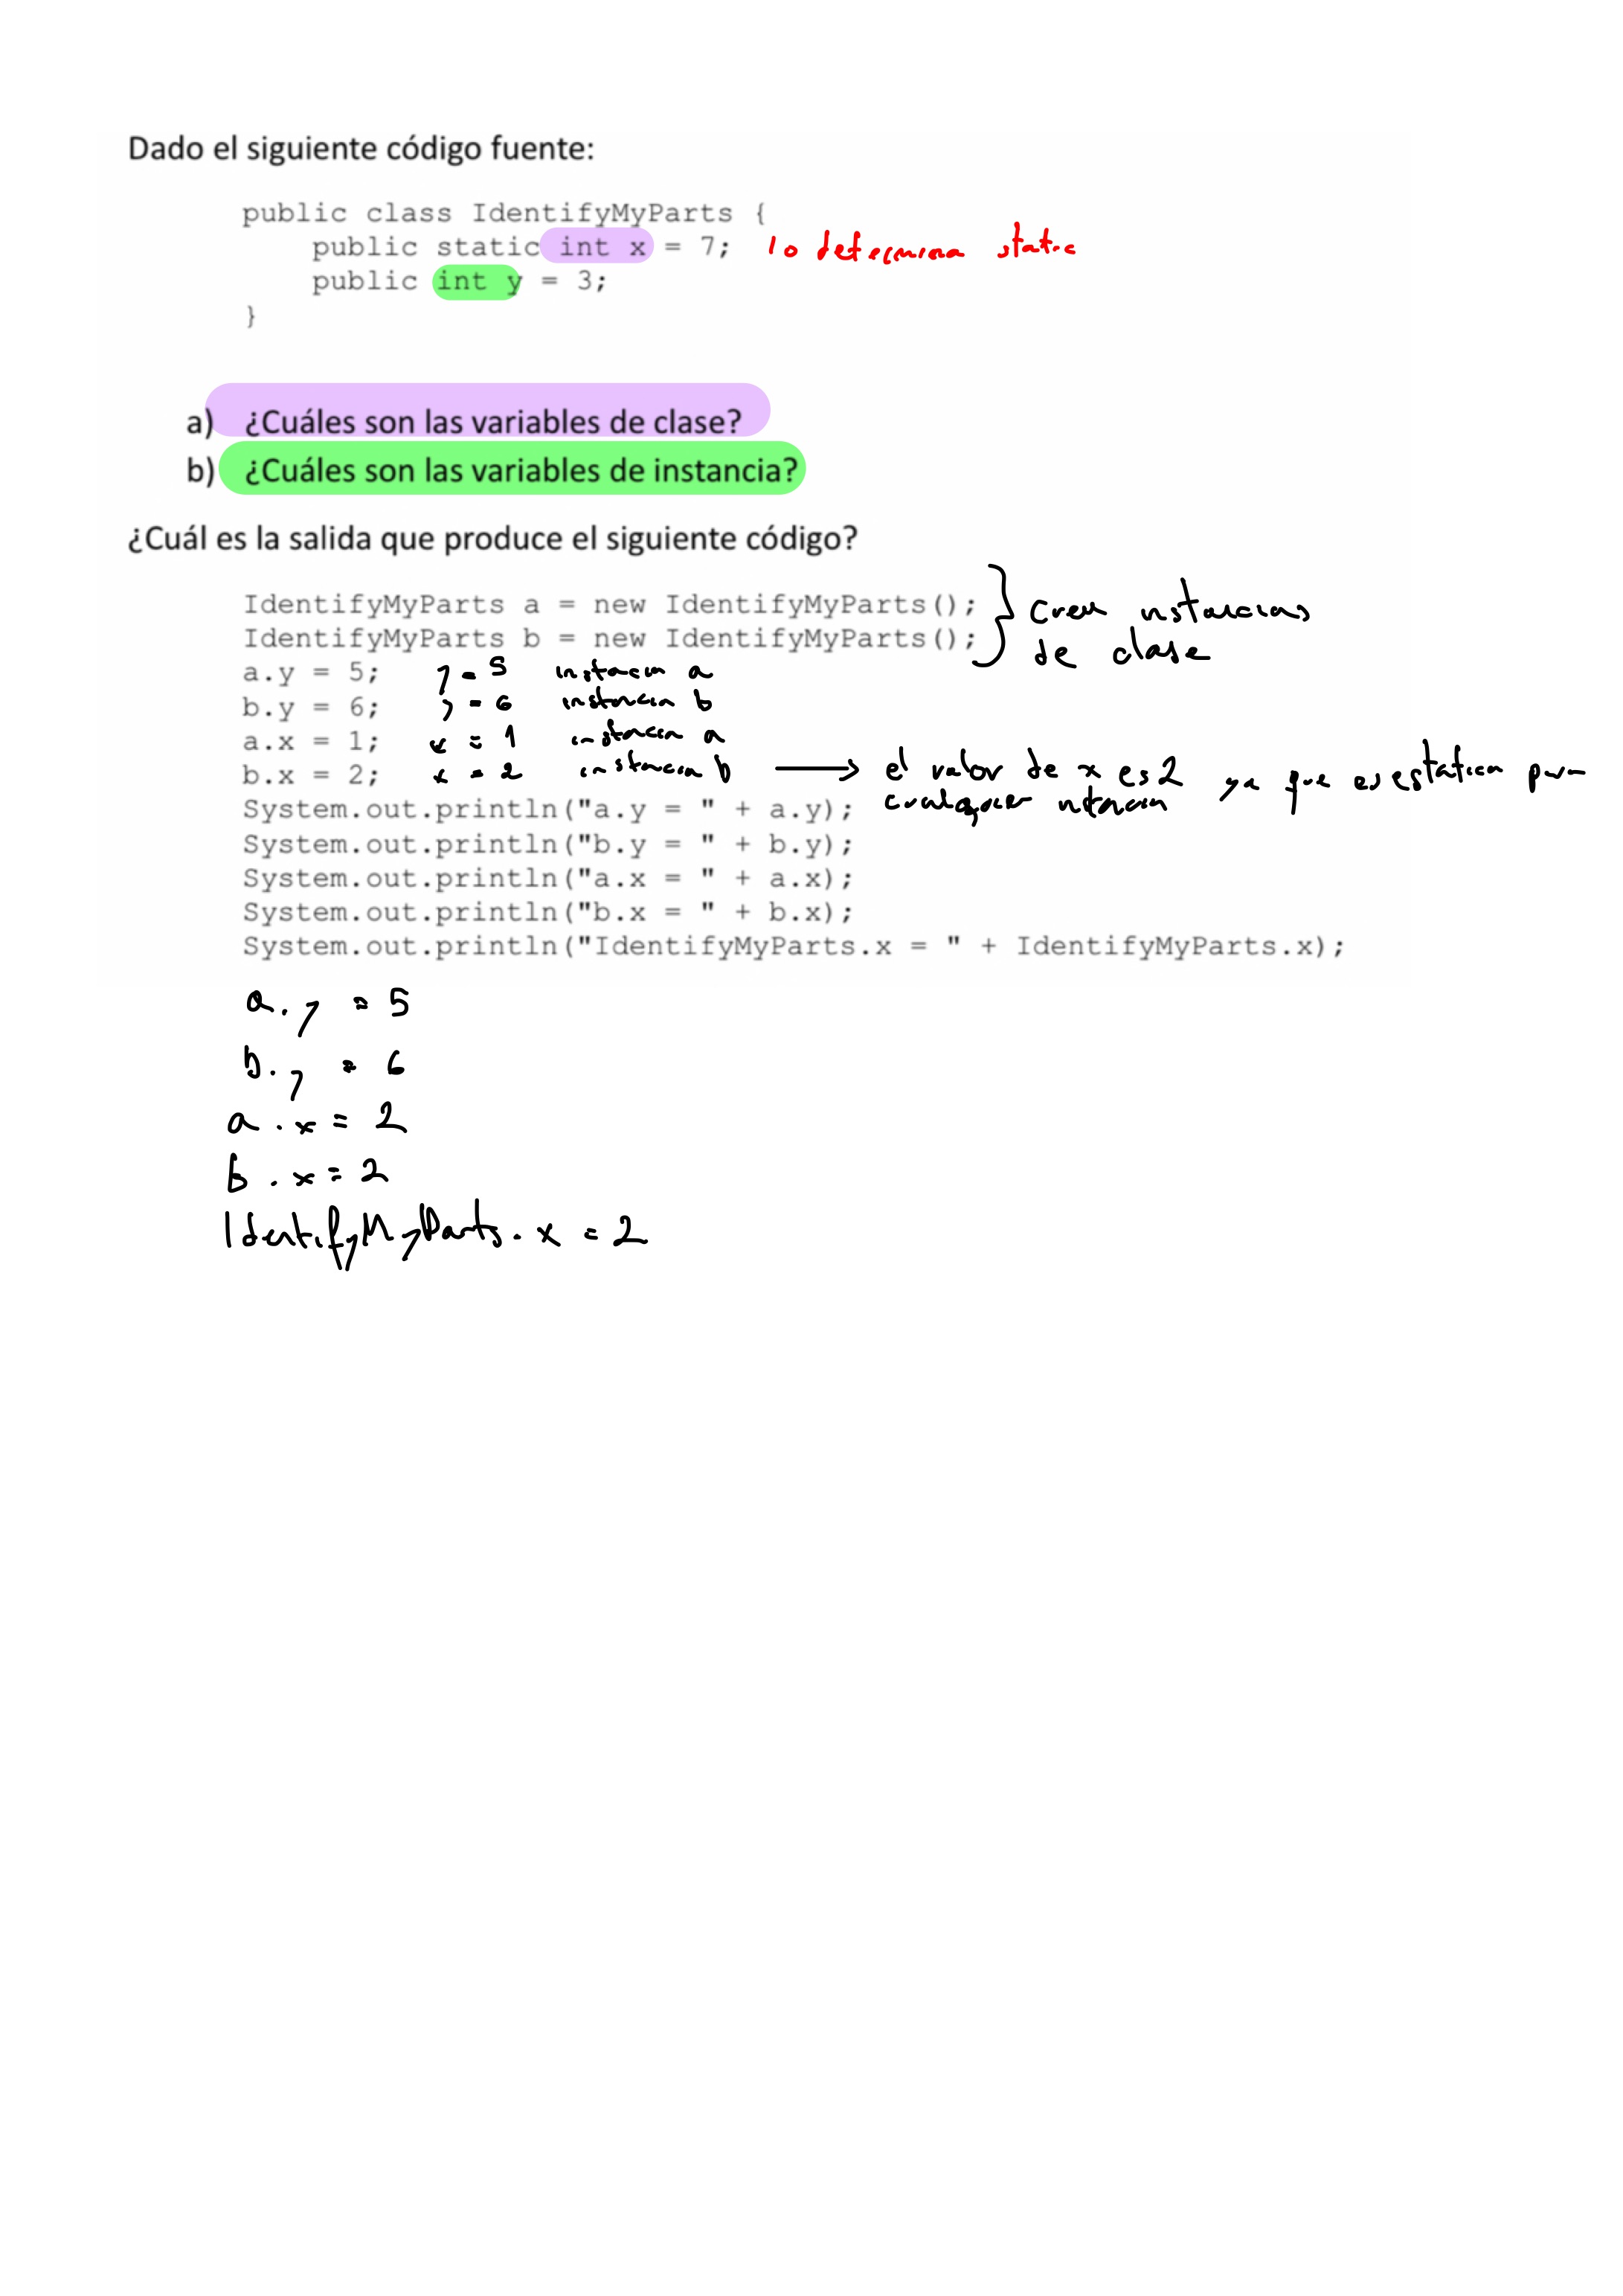 Dado el siguiente código fuente:
public class IdentifyMyParts {
public static int x = 7; lo determina static
public int y = 3;
}
a) ¿Cuáles son las variables de clase?
b) ¿Cuáles son las variables de instancia?
¿Cuál es la salida que produce el siguiente código?
IdentifyMyParts a = new IdentifyMyParts();
IdentifyMyParts b = new IdentifyMyParts();
crea instancias
de clase
a.y = 5; y = 5 instancia a
b.y = 6; y = 6 instancia b
a.x = 1; x = 1 instancia a
b.x = 2; x = 2 instancia b → el valor de x es 2 ya que es estatica para
cualquier
System.out.println("a.y = " + a.y);
System.out.println("b.y = " + b.y);
System.out.println("a.x = " + a.x);
System.out.println("b.x = " + b.x);
System.out.println("IdentifyMyParts.x = " + IdentifyMyParts.x);
a.y = 5
b.y = 6
a.x = 2
b.x = 2
IdentifyMyParts.x = 2